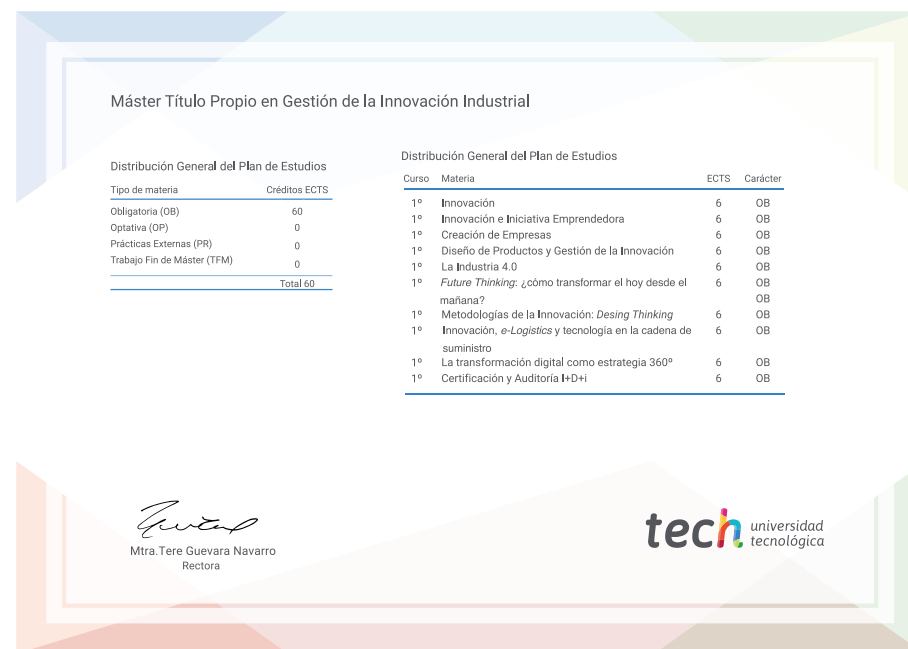 Máster Título Propio en Gestión de la Innovación Industrial
Distribución General del Plan de Estudios
Tipo de materia Créditos ECTS
Obligatoria (OB) 60
Optativa (OP) 0
Prácticas Externas (PR) 0
Trabajo Fin de Máster (TFM) 0
Total 60
Distribución General del Plan de Estudios
Curso Materia ECTS Carácter
1º Innovación 6 OB
1º Innovación e Iniciativa Emprendedora 6 OB
1º Creación de Empresas 6 OB
1º Diseño de Productos y Gestión de la Innovación 6 OB
1º La Industria 4.0 6 OB
1º Future Thinking: ¿cómo transformar el hoy desde el 6 OB
mañana? OB
1º Metodologías de la Innovación: Desing Thinking 6 OB
1º Innovación, e-Logistics y tecnología en la cadena de 6 OB
suministro
1º La transformación digital como estrategia 360º 6 OB
1º Certificación y Auditoría I+D+i 6 OB
Mtra.Tere Guevara Navarro
Rectora
tech universidad
tecnológica